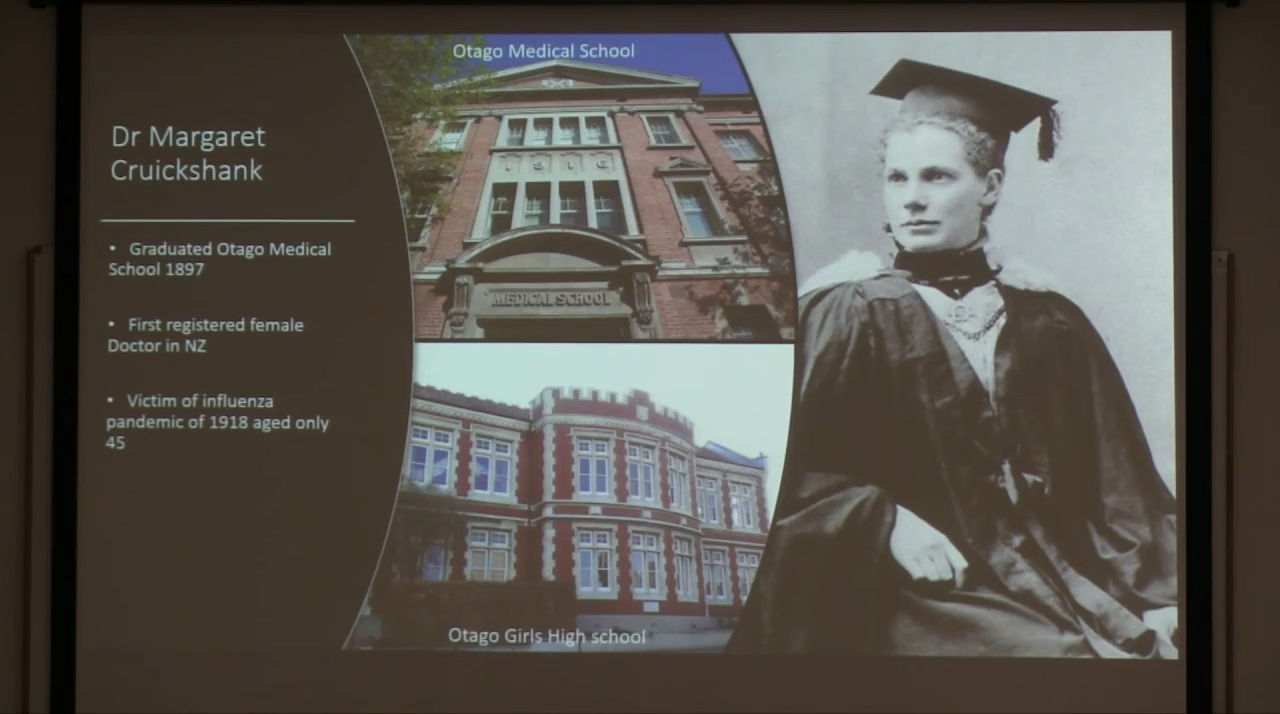 Otago Medical School
Dr Margaret
Cruickshank
• Graduated Otago Medical
School 1897
• First registered female
Doctor in NZ
• Victim of influenza
pandemic of 1918 aged only
45
1916
MEDICAL SCHOOL
Otago Girls High school